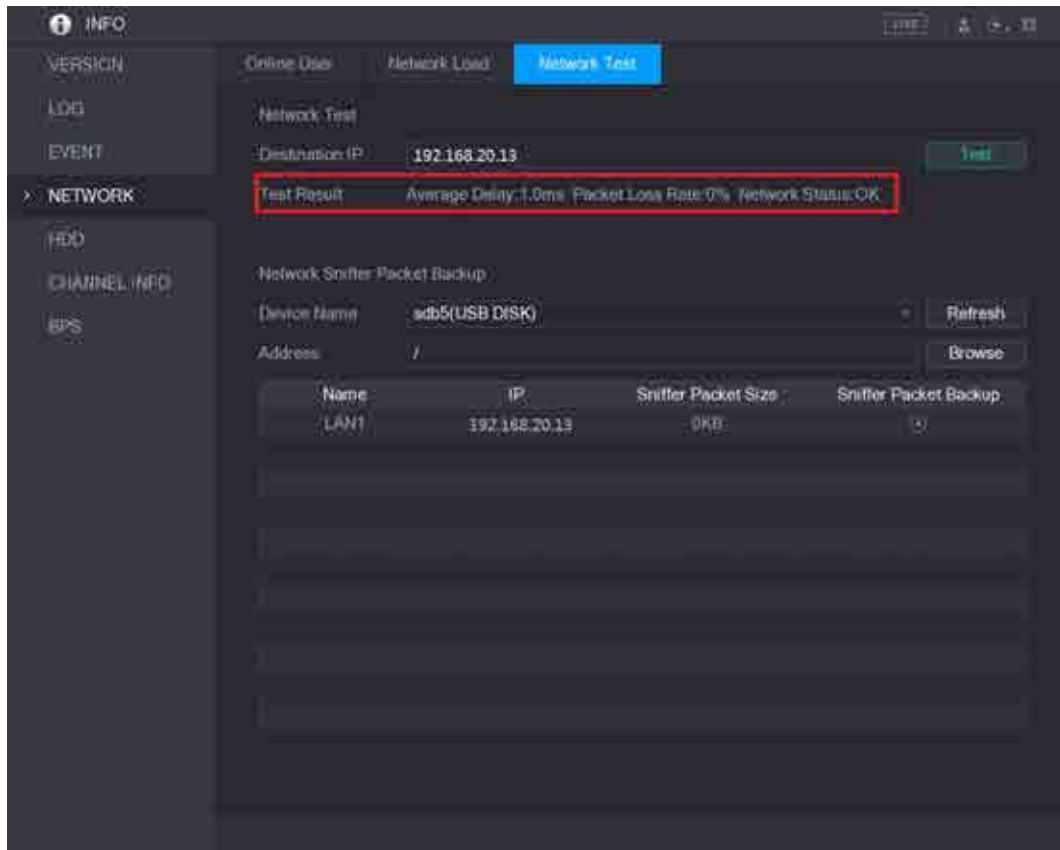 INFO
LIVE
VERSION
LOG
EVENT
NETWORK
HDD
CHANNEL INFO
BPS
Online User Network Load Network Test
Network Test
Destination IP 192.168.20.13 Test
Test Result Average Delay:1.0ms Packet Loss Rate:0% Network Status:OK
Network Sniffer Packet Backup
Device Name sdb5(USB DISK) Refresh
Address / Browse
Name IP Sniffer Packet Size Sniffer Packet Backup
LAN1 192.168.20.13 0KB